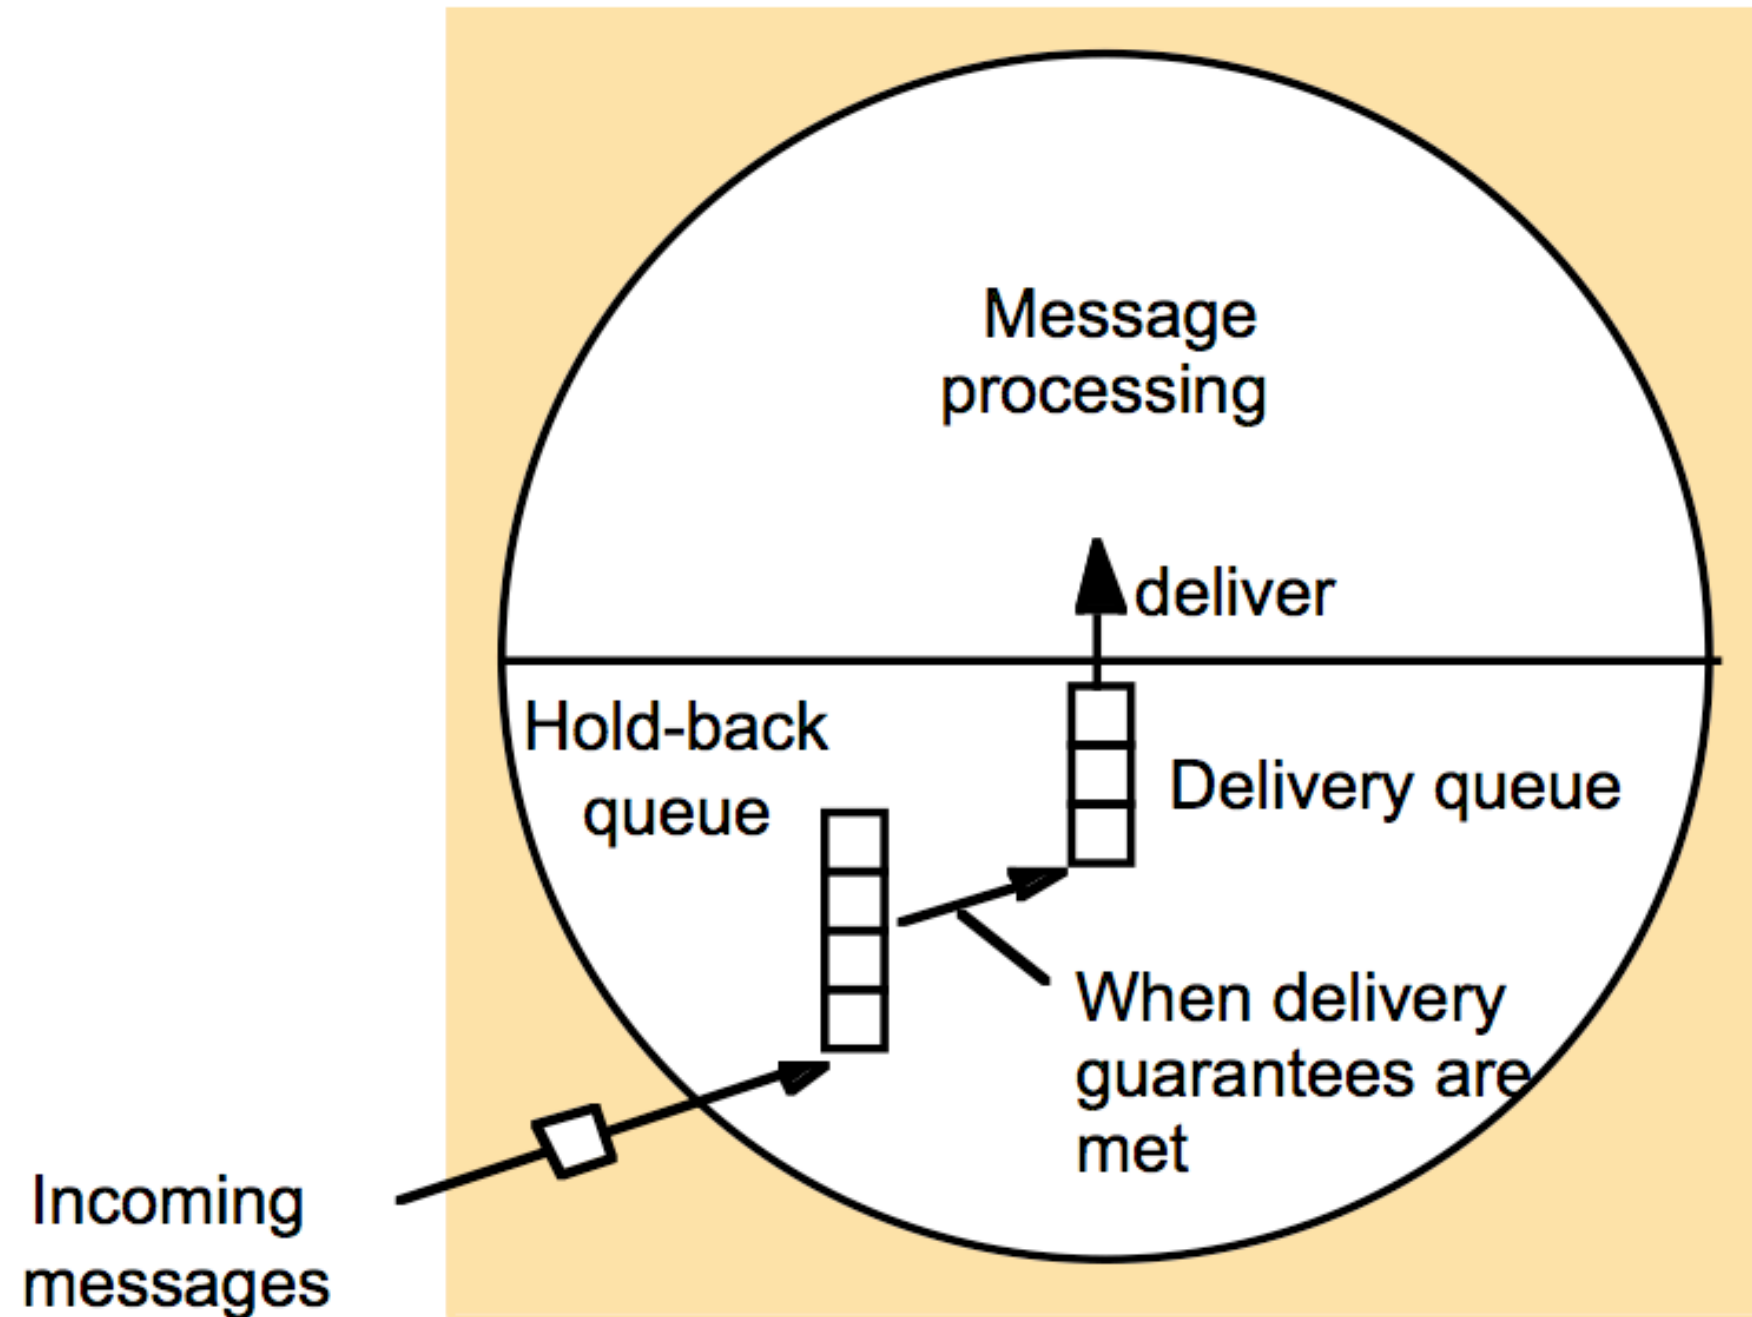 Message
processing
deliver
Hold-back
queue
Delivery queue
When delivery
guarantees are
met
Incoming
messages